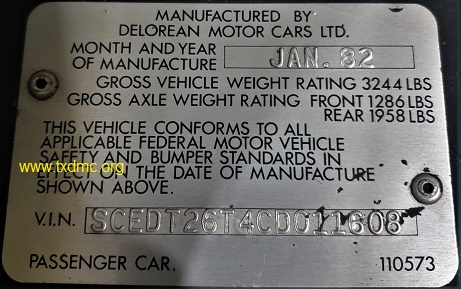 MANUFACTURED BY
DELOREAN MOTOR CARS LTD.
MONTH AND YEAR
OF MANUFACTURE JAN. 82
GROSS VEHICLE WEIGHT RATING 3244 LBS
GROSS AXLE WEIGHT RATING FRONT 1286 LBS
REAR 1958 LBS
THIS VEHICLE CONFORMS TO ALL
APPLICABLE FEDERAL MOTOR VEHICLE
SAFETY AND BUMPER STANDARDS IN
www.txdmc.org
EFFECT ON THE DATE OF MANUFACTURE
SHOWN ABOVE.
V.I.N. SCEDT26T4CD011608
PASSENGER CAR. 110573